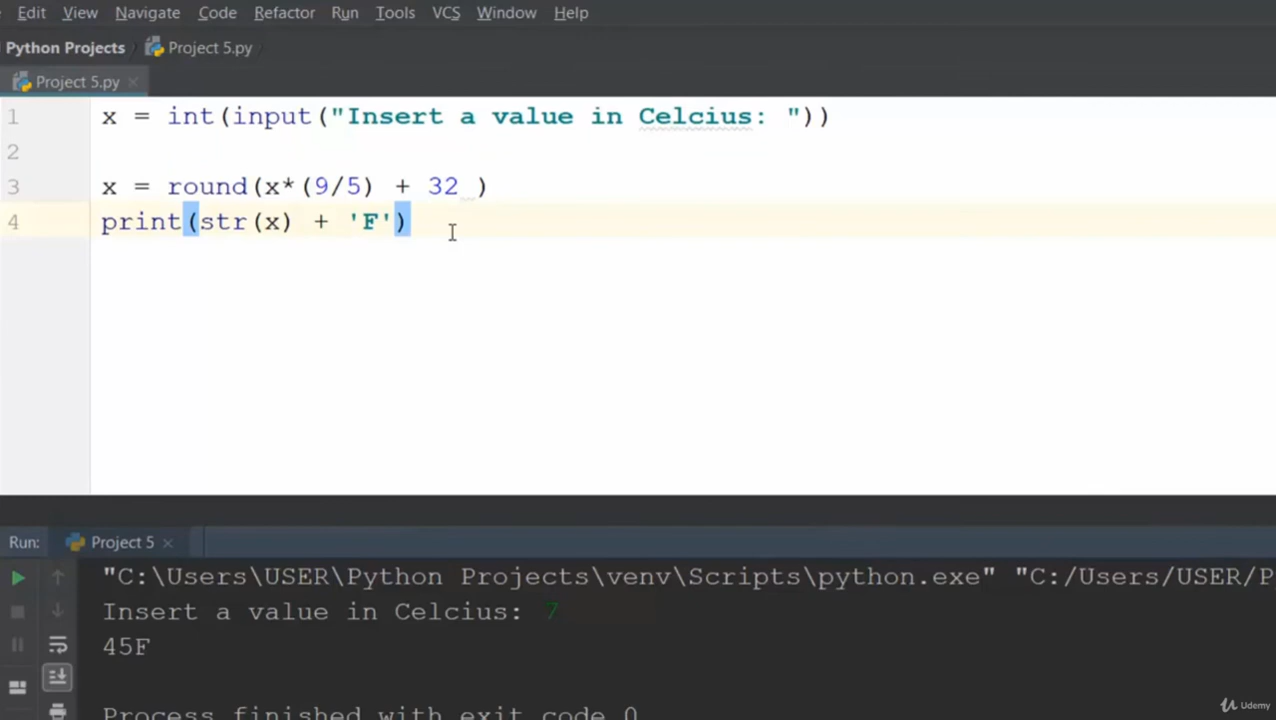 Edit View Navigate Code Refactor Run Tools VCS Window Help
Python Projects Project 5.py
Project 5.py
1 x = int(input("Insert a value in Celcius: "))
2
3 x = round(x*(9/5) + 32 )
4 print(str(x) + 'F')
Run: Project 5
"C:\Users\USER\Python Projects\venv\Scripts\python.exe" "C:/Users/USER/P
Insert a value in Celcius: 7
45F
Process finished with exit code 0
Udemy